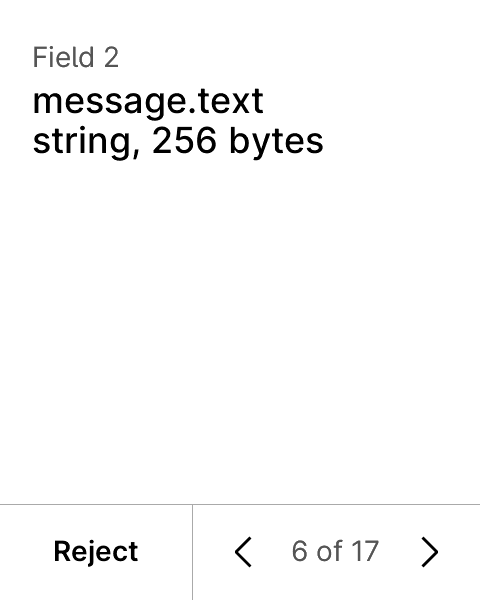 Field 2
message.text
string, 256 bytes
Reject
6 of 17